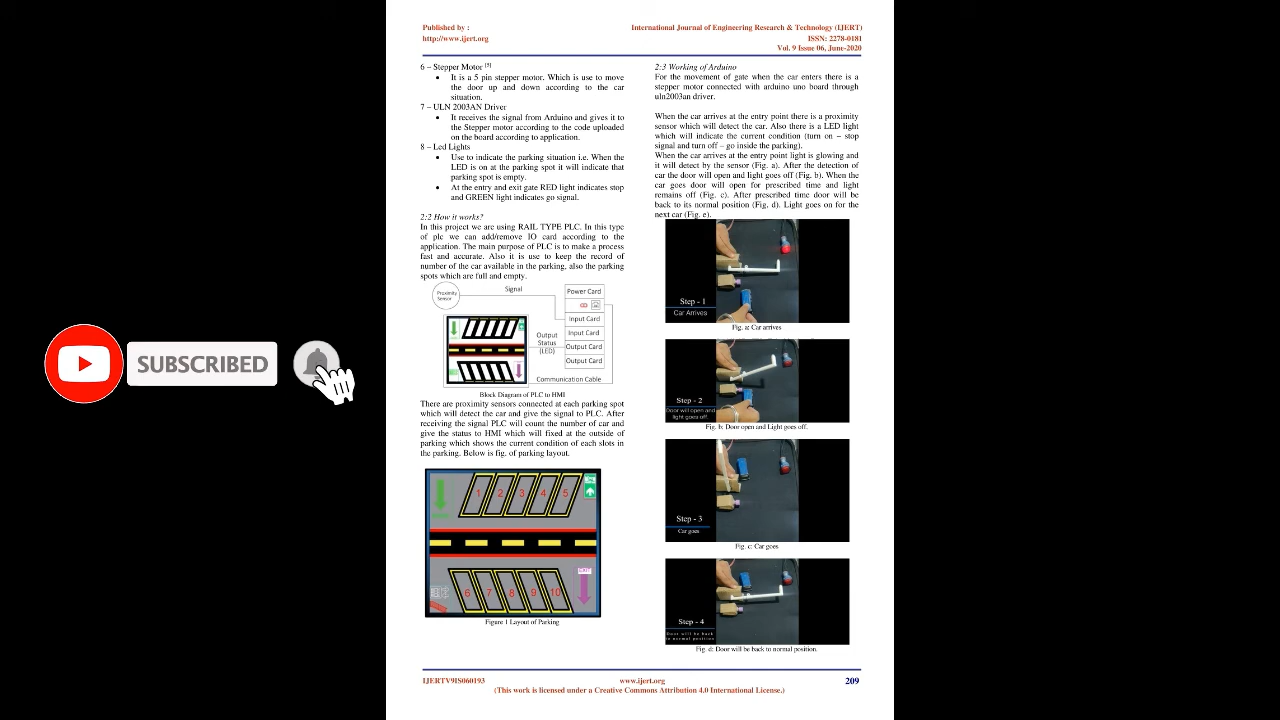 SUBSCRIBED
Published by :
http://www.ijert.org
International Journal of Engineering Research & Technology (IJERT)
ISSN: 2278-0181
Vol. 9 Issue 06, June-2020
6 – Stepper Motor [9]
• It is a 5 pin stepper motor. Which is use to move
the door up and down according to the car
situation.
7 – ULN 2003AN Driver
• It receives the signal from Arduino and gives it to
the Stepper motor according to the code uploaded
on the board according to application.
8 – Led Lights
• Use to indicate the parking situation i.e. When the
LED is on at the parking spot it will indicate that
parking spot is empty.
• At the entry and exit gate RED light indicates stop
and GREEN light indicates go signal.
2:2 How it works?
In this project we are using RAIL TYPE PLC. In this type
of plc we can add/remove IO card according to the
application. The main purpose of PLC is to make a process
fast and accurate. Also it is use to keep the record of
number of the car available in the parking, also the parking
spots which are full and empty.
Proximity
Sensor
Signal
Power Card
Input Card
Input Card
Output Card
Output Card
Output
Status
(LED)
Communication Cable
Block Diagram of PLC to HMI
There are proximity sensors connected at each parking spot
which will detect the car and give the signal to PLC. After
receiving the signal PLC will count the number of car and
give the status to HMI which will fixed at the outside of
parking which shows the current condition of each slots in
the parking. Below is fig. of parking layout.
1 2 3 4 5
6 7 8 9 10
EXIT
Figure 1 Layout of Parking
2:3 Working of Arduino
For the movement of gate when the car enters there is a
stepper motor connected with arduino uno board through
uln2003an driver.
When the car arrives at the entry point there is a proximity
sensor which will detect the car. Also there is a LED light
which will indicate the current condition (turn on – stop
signal and turn off – go inside the parking).
When the car arrives at the entry point light is glowing and
it will detect by the sensor (Fig. a). After the detection of
car the door will open and light goes off (Fig. b). When the
car goes door will open for prescribed time and light
remains off (Fig. c). After prescribed time door will be
back to its normal position (Fig, d). Light goes on for the
next car (Fig. e).
Step - 1
Car Arrives
Fig. a: Car arrives
Step - 2
Door will open and
light goes off.
Fig. b: Door open and Light goes off.
Step - 3
Car goes
Fig. c: Car goes
Step - 4
Door will be back
to normal position
Fig. d: Door will be back to normal position.
IJERTV9IS060193
www.ijert.org
209
(This work is licensed under a Creative Commons Attribution 4.0 International License.)